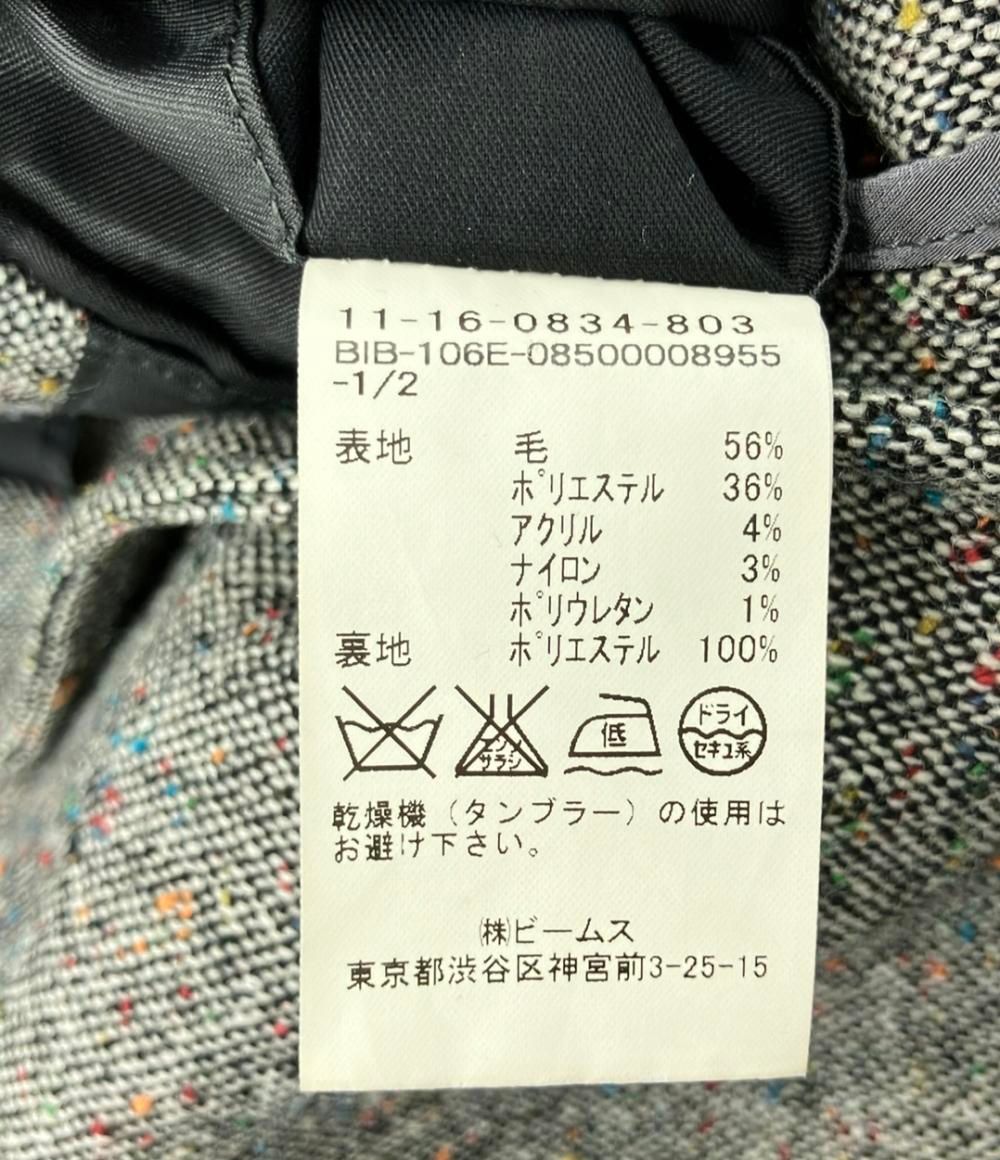 11-16-0834-803
BIB-106E-08500008955
-1/2
表地 毛 56%
ポリエステル 36%
アクリル 4%
ナイロン 3%
ポリウレタン 1%
裏地 ポリエステル 100%
エンソ
サラシ
低
ドライ
セキユ系
乾燥機（タンブラー）の使用は
お避け下さい。
㈱ビームス
東京都渋谷区神宮前3-25-15